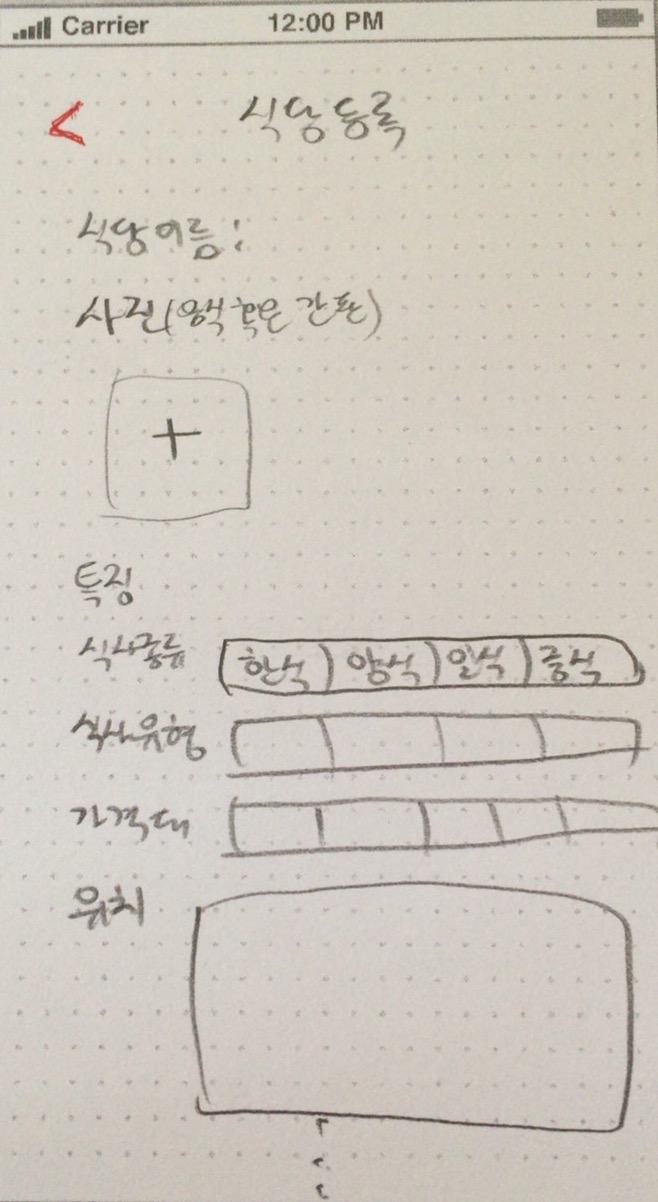 Carrier 12:00 PM
< 식당등록
식당이름:
사진(음식 혹은 간판)
+
특징
식사종류 한식 양식 일식 중식
식사유형
가격대
위치